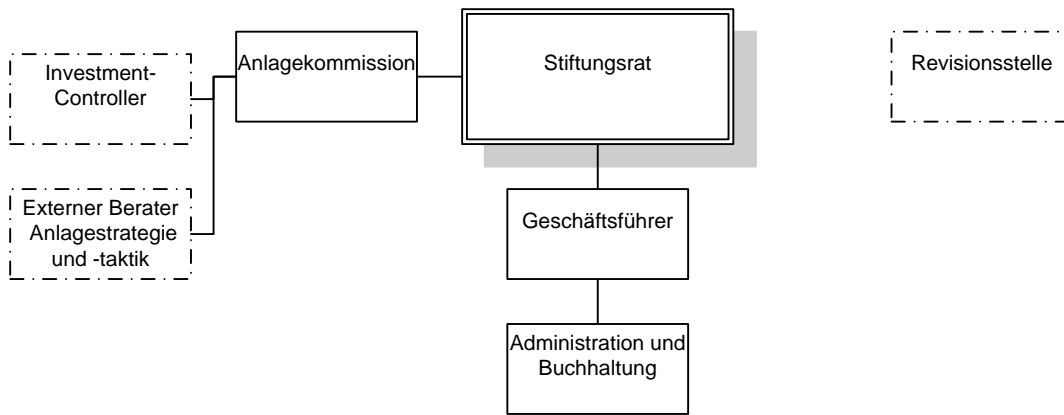 Anlagekommission
Stiftungsrat
Revisionsstelle
Investment-
Controller
Externer Berater
Anlagestrategie
und -taktik
Geschäftsführer
Administration und
Buchhaltung